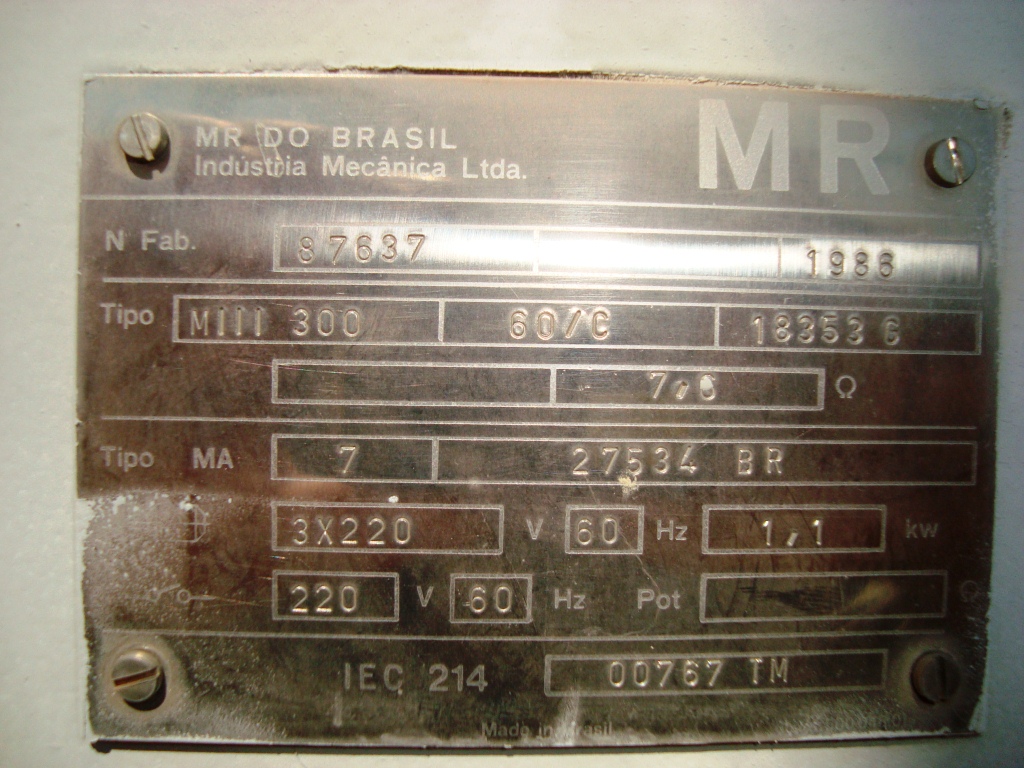 MR DO BRASIL MR
Indústria Mecânica Ltda.
N Fab. 87637 1986
Tipo MIII 300 60/C 18353 G
7,6 Ω
Tipo MA 7 27534 BR
3X220 V 60 Hz 1,1 kw
220 V 60 Hz Pot Ω
IEC 214 00767 TM
Made in Brasil